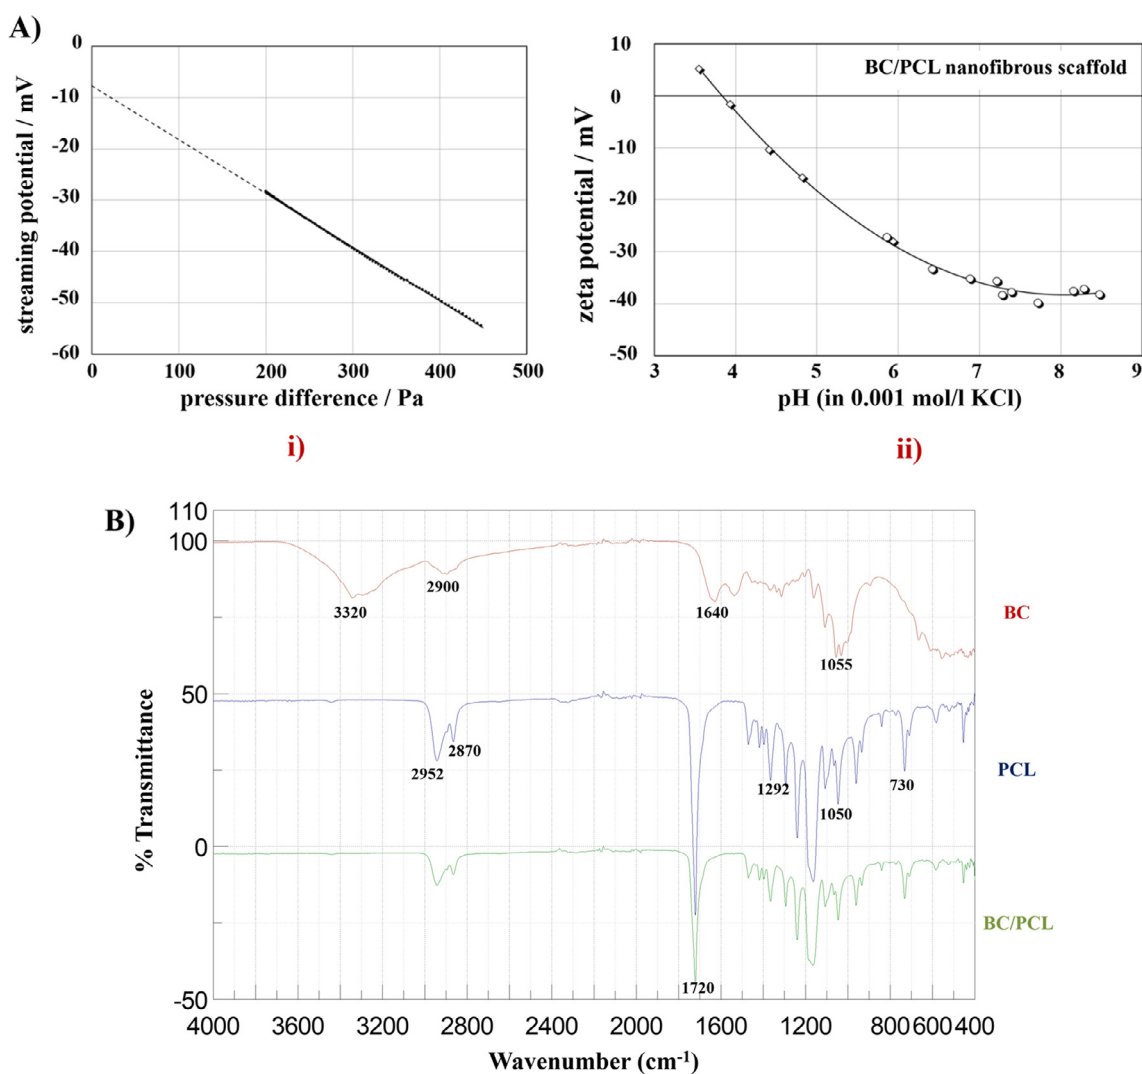 A)
0
-10
-20
-30
-40
-50
-60
streaming potential / mV
0 100 200 300 400 500
pressure difference / Pa
i)
10
0
-10
-20
-30
-40
-50
zeta potential / mV
BC/PCL nanofibrous scaffold
3 4 5 6 7 8 9
pH (in 0.001 mol/l KCl)
ii)
B)
110
100
50
0
-50
% Transmittance
3320
2900
1640
1055
BC
2952
2870
1292
1050
730
PCL
1720
BC/PCL
4000 3600 3200 2800 2400 2000 1600 1200 800 600 400
Wavenumber (cm-1)